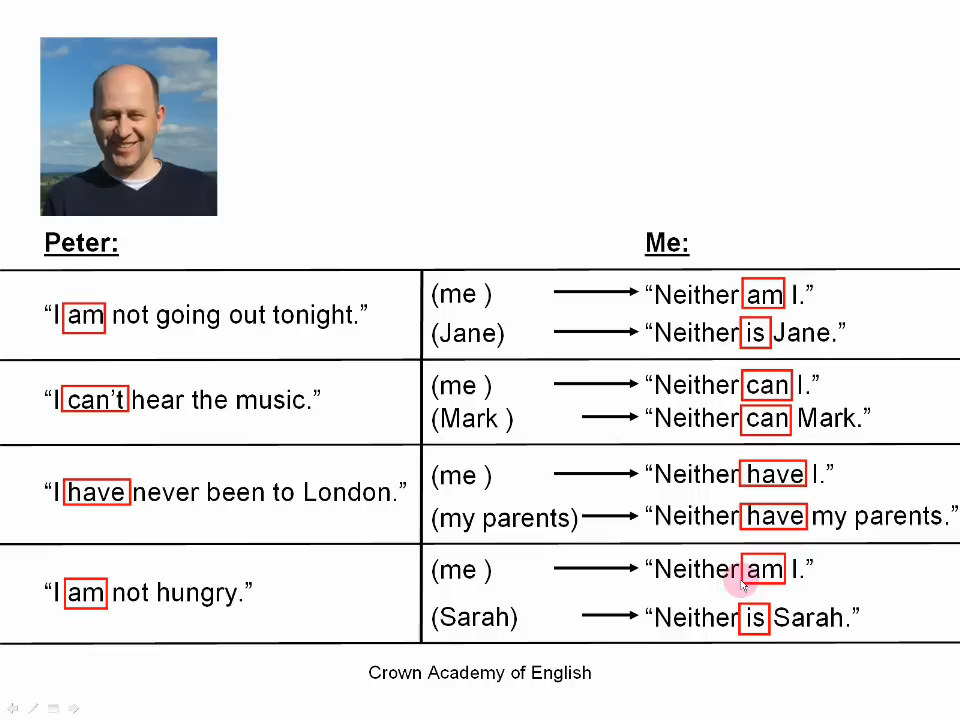 Peter:
Me:
“I am not going out tonight.”
(me )
“Neither am I.”
(Jane)
“Neither is Jane.”
“I can’t hear the music.”
(me )
“Neither can I.”
(Mark )
“Neither can Mark.”
“I have never been to London.”
(me )
“Neither have I.”
(my parents)
“Neither have my parents.”
“I am not hungry.”
(me )
“Neither am I.”
(Sarah)
“Neither is Sarah.”
Crown Academy of English